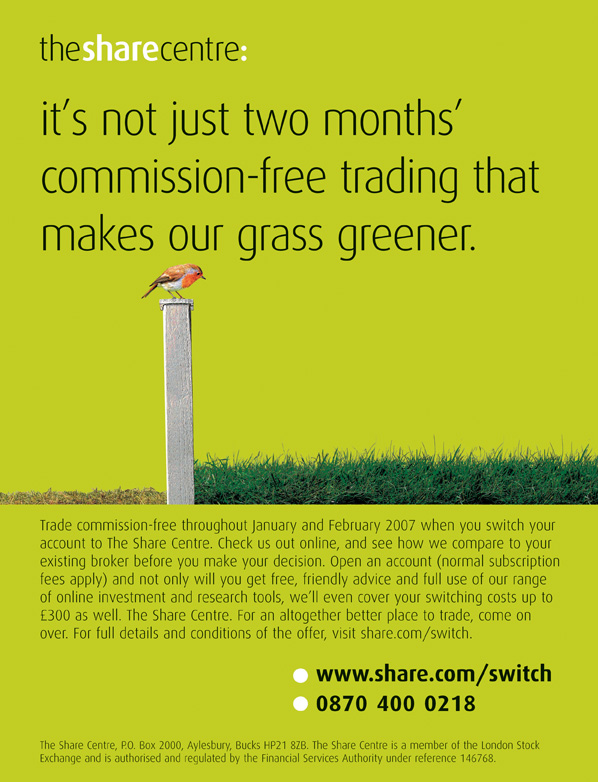 thesharecentre:
it's not just two months'
commission-free trading that
makes our grass greener.
Trade commission-free throughout January and February 2007 when you switch your
account to The Share Centre. Check us out online, and see how we compare to your
existing broker before you make your decision. Open an account (normal subscription
fees apply) and not only will you get free, friendly advice and full use of our range
of online investment and research tools, we'll even cover your switching costs up to
£300 as well. The Share Centre. For an altogether better place to trade, come on
over. For full details and conditions of the offer, visit share.com/switch.
www.share.com/switch
0870 400 0218
The Share Centre, P.O. Box 2000, Aylesbury, Bucks HP21 8ZB. The Share Centre is a member of the London Stock
Exchange and is authorised and regulated by the Financial Services Authority under reference 146768.